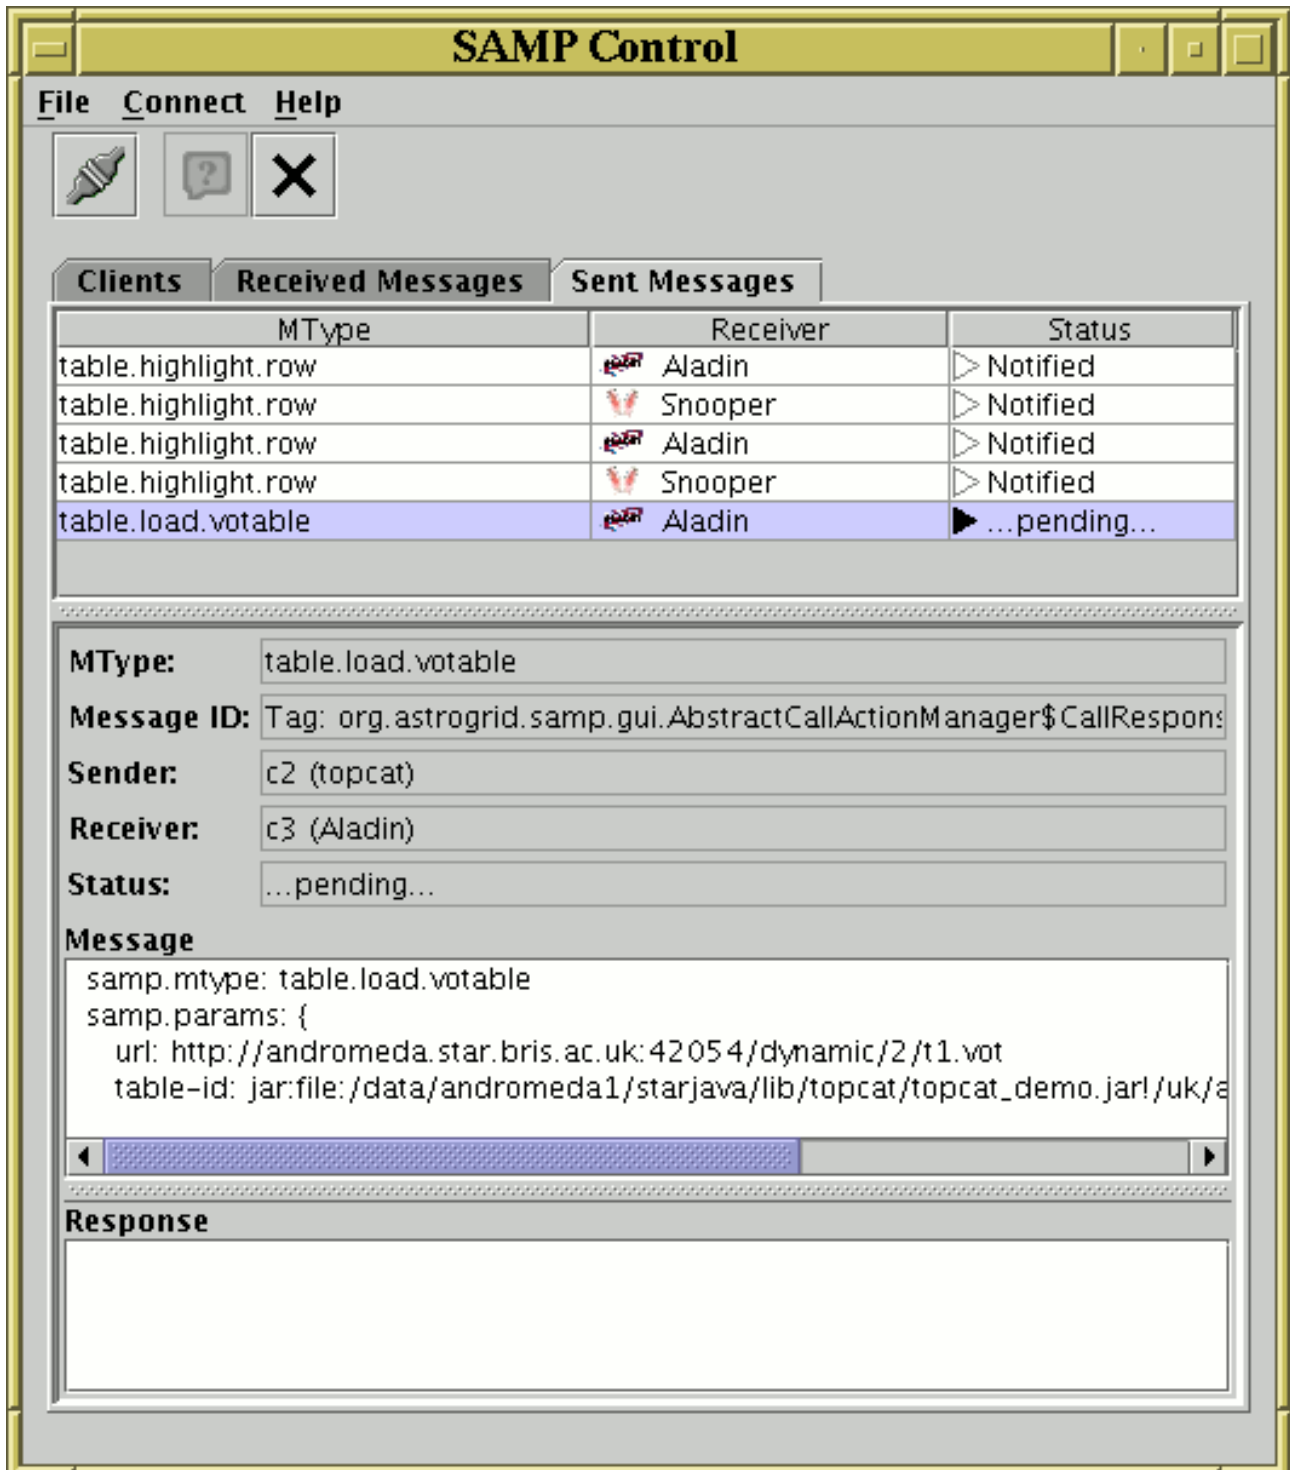 SAMP Control
File Connect Help
Clients Received Messages Sent Messages
MType Receiver Status
table.highlight.row Aladin Notified
table.highlight.row Snooper Notified
table.highlight.row Aladin Notified
table.highlight.row Snooper Notified
table.load.votable Aladin ...pending...
MType: table.load.votable
Message ID: Tag: org.astrogrid.samp.gui.AbstractCallActionManager$CallRespons
Sender: c2 (topcat)
Receiver: c3 (Aladin)
Status: ...pending...
Message
samp.mtype: table.load.votable
samp.params: {
url: http://andromeda.star.bris.ac.uk:42054/dynamic/2/t1.vot
table-id: jar:file:/data/andromeda1/starjava/lib/topcat/topcat_demo.jar!/uk/a
Response